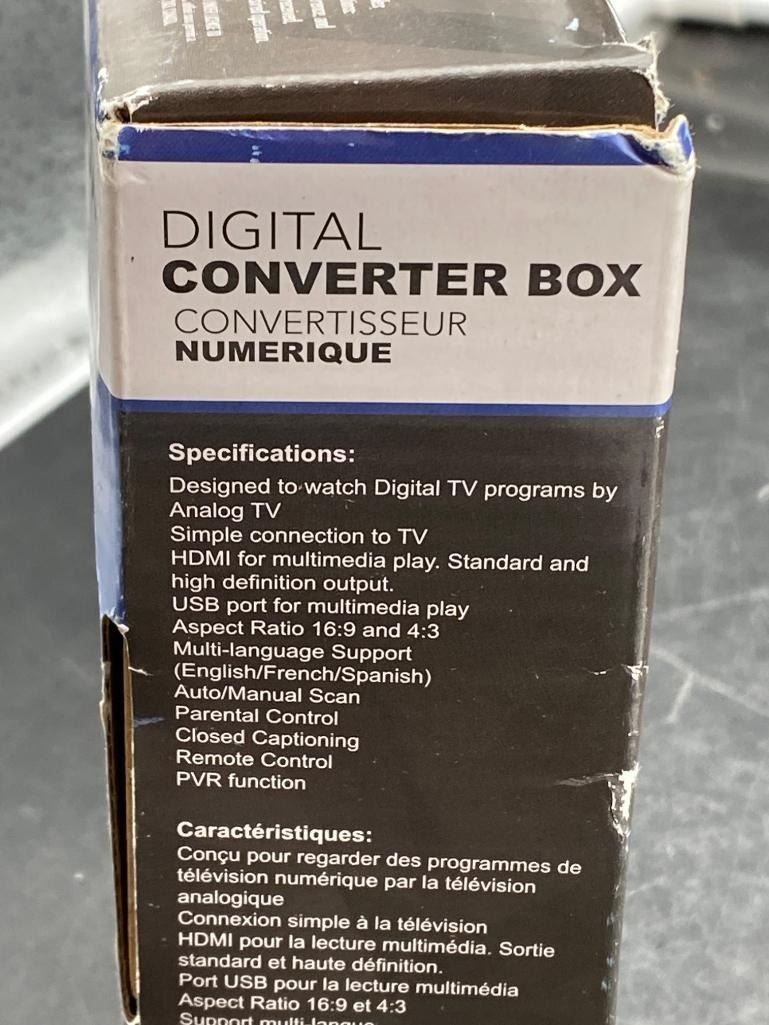 DIGITAL
CONVERTER BOX
CONVERTISSEUR
NUMERIQUE
Specifications:
Designed to watch Digital TV programs by
Analog TV
Simple connection to TV
HDMI for multimedia play. Standard and
high definition output.
USB port for multimedia play
Aspect Ratio 16:9 and 4:3
Multi-language Support
(English/French/Spanish)
Auto/Manual Scan
Parental Control
Closed Captioning
Remote Control
PVR function
Caractéristiques:
Conçu pour regarder des programmes de
télévision numérique par la télévision
analogique
Connexion simple à la télévision
HDMI pour la lecture multimédia. Sortie
standard et haute définition.
Port USB pour la lecture multimédia
Aspect Ratio 16:9 et 4:3
Support multi-langue